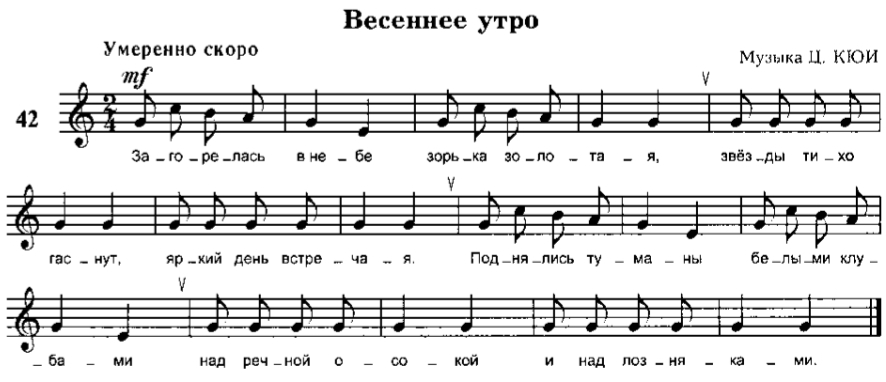 Весеннее утро
Умеренно скоро
Музыка Ц. КЮИ
mf
42
2
4
За _ го _ ре _ лась в не _ бе зорь _ ка зо _ ло _ та _ я, звёз _ ды ти _ хо
гас _ нут, яр _ кий день встре _ ча _ я. Под _ ня _ лись ту _ ма _ ны бе _ лы _ ми клу _
_ ба _ ми над реч _ ной о _ со _ кой и над лоз _ ня _ ка _ ми.